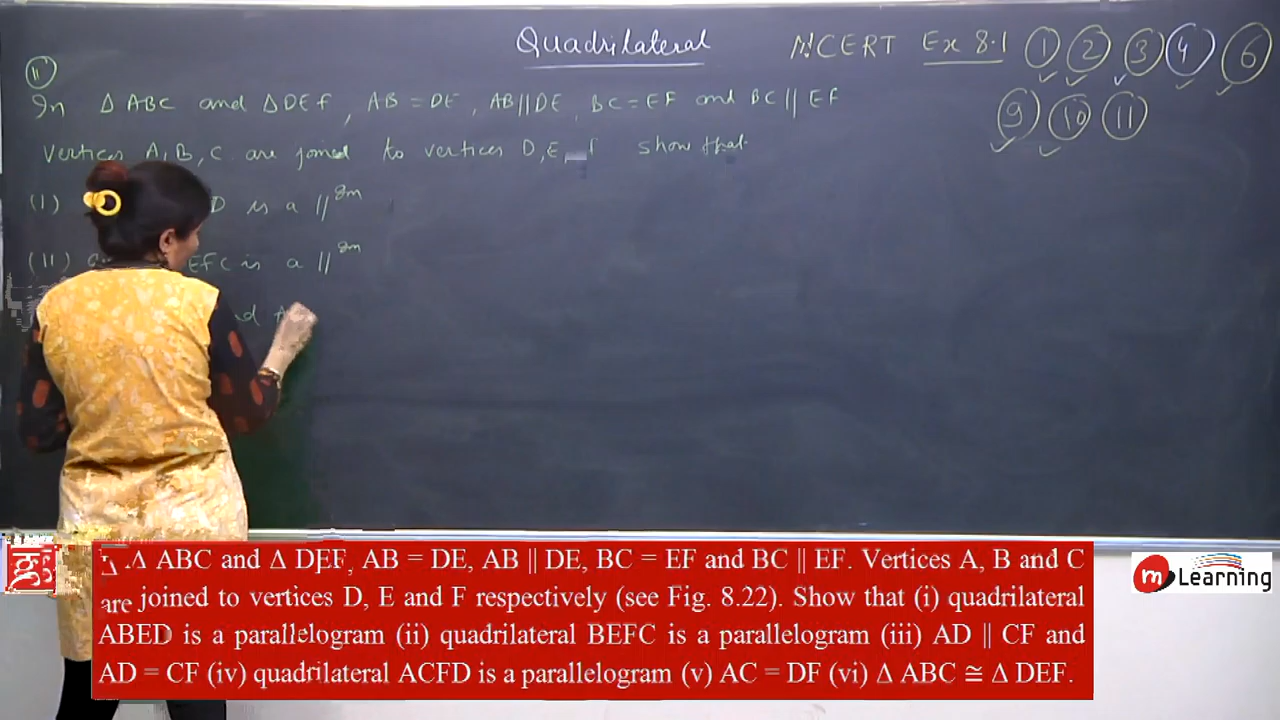 Quadrilateral NCERT Ex 8.1 1 2 3 4 6
9 10 11
11
In Δ ABC and ΔDEF, AB = DE, AB||DE, BC = EF and BC || EF
Vertices A, B, C are joined to vertices D, E, F show that
(I) D is a ||gm
(II) EFC is a ||gm
Δ ABC and Δ DEF, AB = DE, AB || DE, BC = EF and BC || EF. Vertices A, B and C
are joined to vertices D, E and F respectively (see Fig. 8.22). Show that (i) quadrilateral
ABED is a parallelogram (ii) quadrilateral BEFC is a parallelogram (iii) AD || CF and
AD = CF (iv) quadrilateral ACFD is a parallelogram (v) AC = DF (vi) Δ ABC ≅ Δ DEF.
m Learning